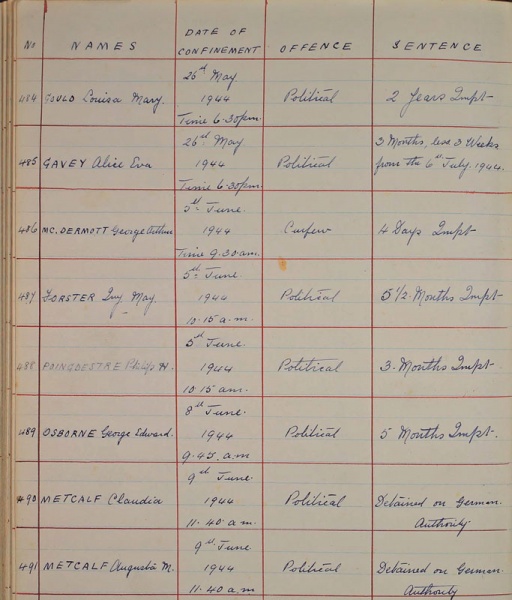 No NAMES DATE OF CONFINEMENT OFFENCE SENTENCE
26th May
484 GOULD Louisa Mary. 1944 Political 2 Years Impt-
Time 6.30pm.
26th May 3 Months, less 3 Weeks
485 GAVEY Alice Eva 1944 Political from the 6th July. 1944.
Time 6.30pm.
3rd June.
486 MC.DERMOTT George Arthur 1944 Curfew 4 Days Impt-
Time 9.30am.
5th June.
487 FORSTER Ivy May. 1944 Political 5 1/2 Months Impt-
10.15 a.m.
5th June.
488 POINGDESTRE Philip H. 1944 Political 3. Months Impt-
10.15 am.
8th June.
489 OSBORNE George Edward. 1944 Political 5 Months Impt-.
9.45. a.m
9th June.
490 METCALF Claudia 1944 Political Detained on German.
11.40 a.m. Authority.
9th June.
491 METCALF Augusta M. 1944 Political Detained on German.
11.40 a.m Authority